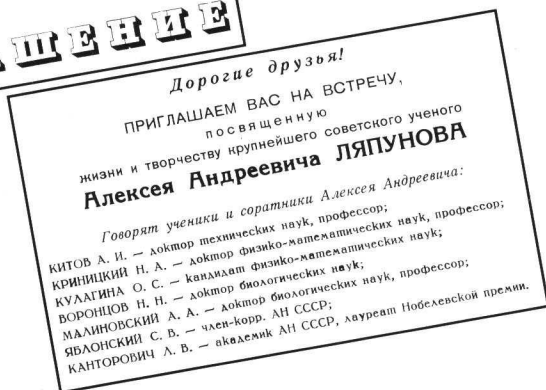 АШЕНИЕ
Дорогие друзья!
ПРИГЛАШАЕМ ВАС НА ВСТРЕЧУ,
посвященную
жизни и творчеству крупнейшего советского ученого
Алексея Андреевича ЛЯПУНОВА
Говорят ученики и соратники Алексея Андреевича:
КИТОВ А. И. — доктор технических наук, профессор;
КРИНИЦКИЙ Н. А. — доктор физико-математических наук, профессор;
КУЛАГИНА О. С. — кандидат физико-математических наук;
ВОРОНЦОВ Н. Н. — доктор биологических наук;
МАЛИНОВСКИЙ А. А. — доктор биологических наук, профессор;
ЯБЛОНСКИЙ С. В. — член-корр. АН СССР;
КАНТОРОВИЧ Л. В. — академик АН СССР, лауреат Нобелевской премии.